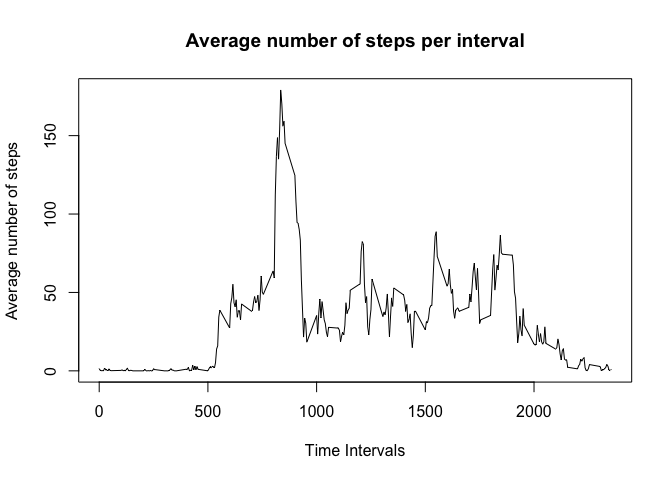 Average number of steps per interval
Average number of steps
150
100
50
0
0 500 1000 1500 2000
Time Intervals